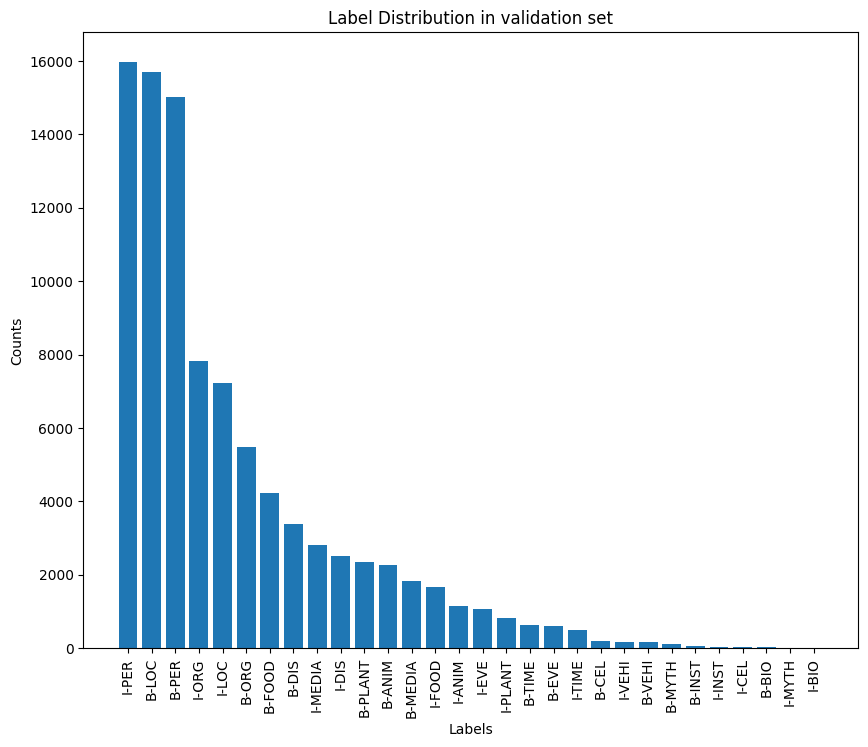 Label Distribution in validation set
Counts
16000
14000
12000
10000
8000
6000
4000
2000
0
I-PER
B-LOC
B-PER
I-ORG
I-LOC
B-ORG
B-FOOD
B-DIS
I-MEDIA
I-DIS
B-PLANT
B-ANIM
B-MEDIA
I-FOOD
I-ANIM
I-EVE
I-PLANT
B-TIME
B-EVE
I-TIME
B-CEL
I-VEHI
B-VEHI
B-MYTH
B-INST
I-INST
I-CEL
B-BIO
I-MYTH
I-BIO
Labels